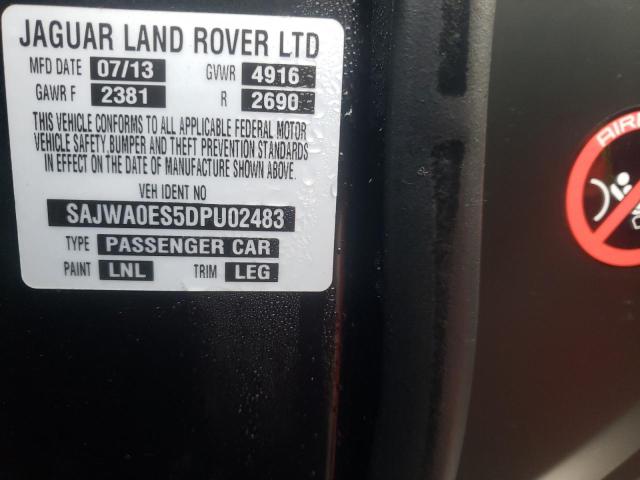 JAGUAR LAND ROVER LTD
MFD DATE 07/13 GVWR 4916
GAWR F 2381 R 2690
THIS VEHICLE CONFORMS TO ALL APPLICABLE FEDERAL MOTOR
VEHICLE SAFETY, BUMPER AND THEFT PREVENTION STANDARDS
IN EFFECT ON THE DATE OF MANUFACTURE SHOWN ABOVE.
VEH IDENT NO
SAJWA0ES5DPU02483
TYPE PASSENGER CAR
PAINT LNL TRIM LEG